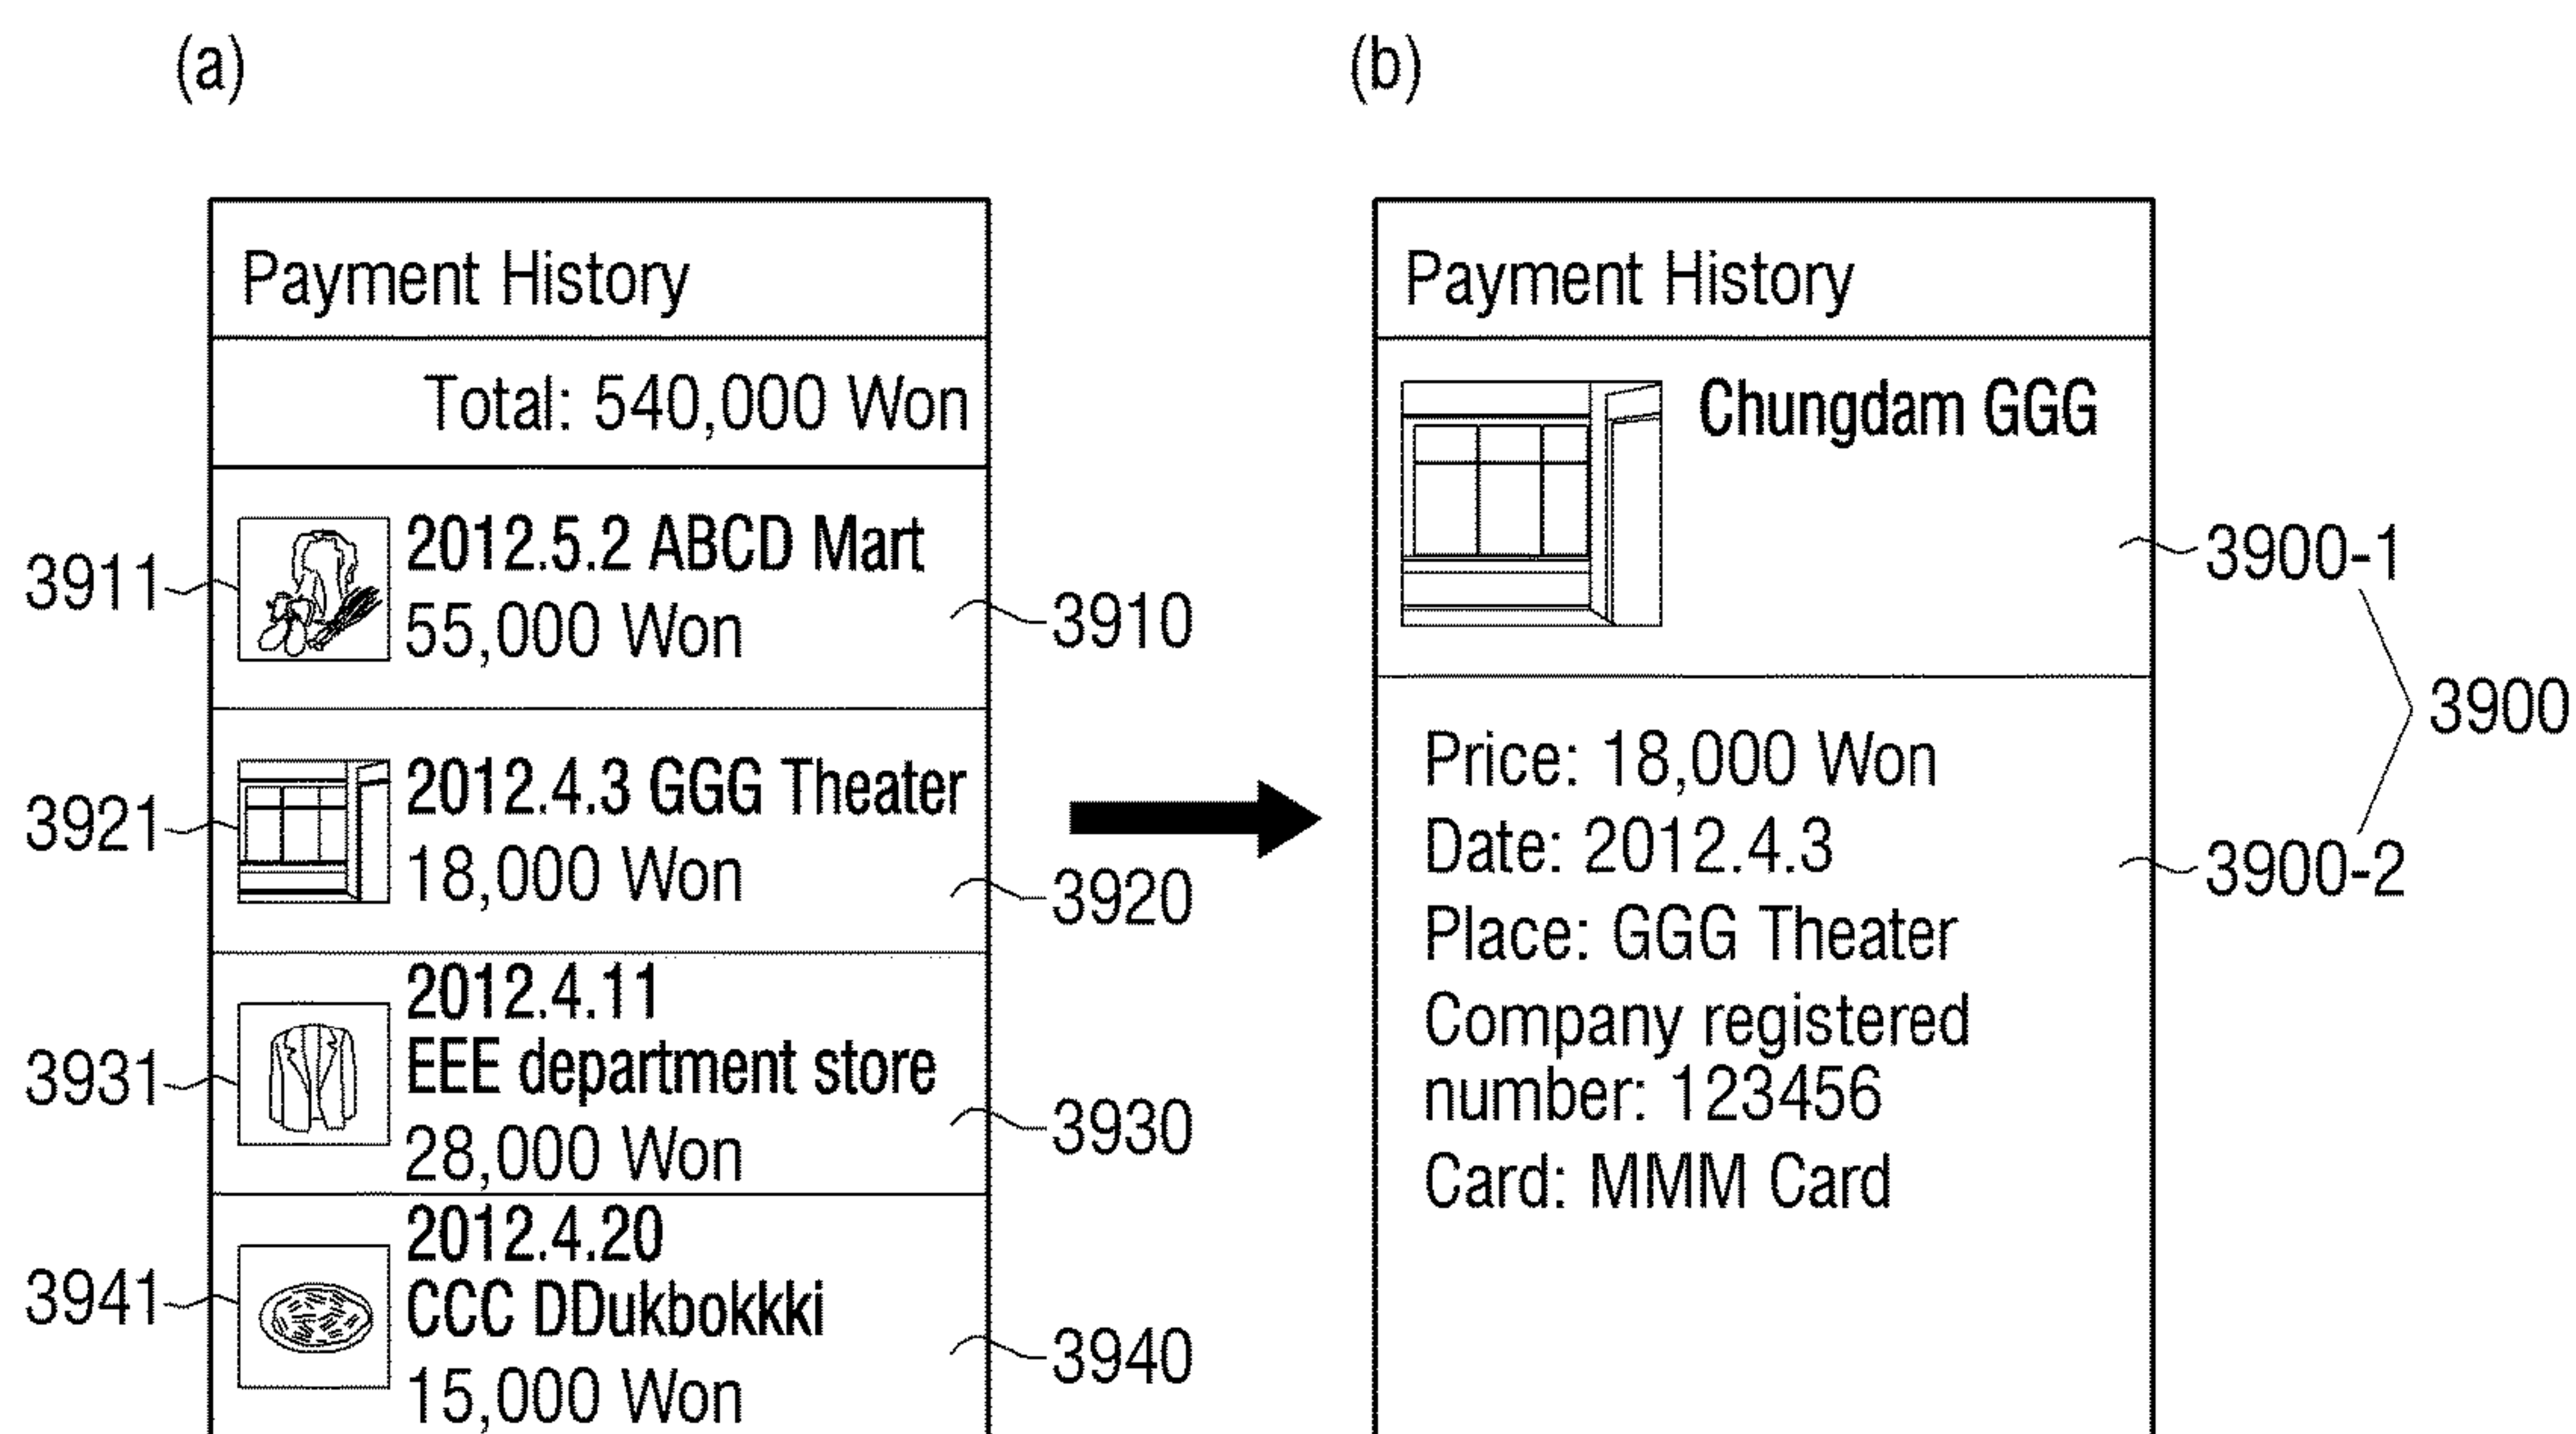 (a)
Payment History
Total: 540,000 Won
3911
2012.5.2 ABCD Mart
55,000 Won
3910
3921
2012.4.3 GGG Theater
18,000 Won
3920
3931
2012.4.11
EEE department store
28,000 Won
3930
3941
2012.4.20
CCC DDukbokkki
15,000 Won
3940
(b)
Payment History
Chungdam GGG
3900-1
3900
Price: 18,000 Won
Date: 2012.4.3
3900-2
Place: GGG Theater
Company registered
number: 123456
Card: MMM Card